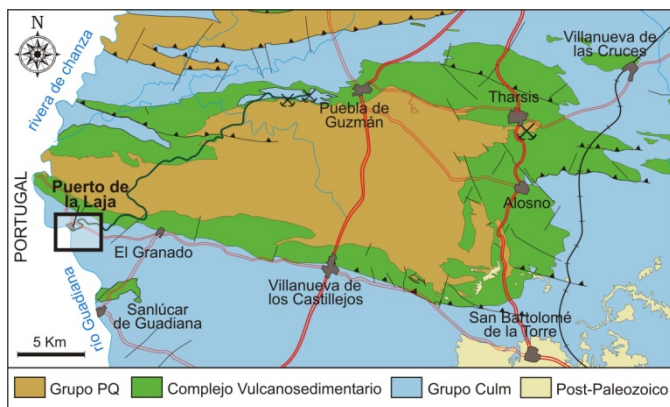 N
rivera de chanza
Villanueva de
las Cruces
Puebla de
Guzmán
Tharsis
PORTUGAL
Puerto de
la Laja
Alosno
El Granado
río Guadiana
Villanueva de
los Castillejos
Sanlúcar
de Guadiana
San Bartolomé
de la Torre
5 Km
Grupo PQ
Complejo Vulcanosedimentario
Grupo Culm
Post-Paleozoico